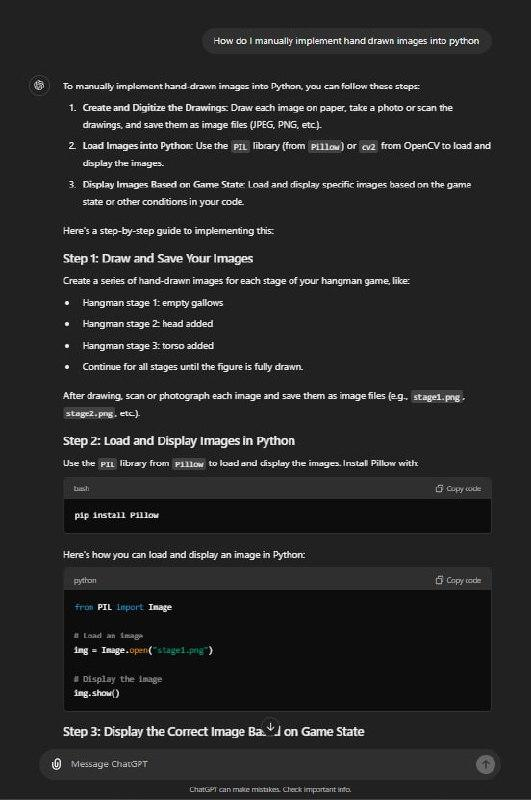 How do I manually implement hand drawn images into python
To manually implement hand-drawn images into Python, you can follow these steps:
1. Create and Digitize the Drawings: Draw each image on paper, take a photo or scan the
drawings, and save them as image files (JPEG, PNG, etc.).
2. Load Images into Python: Use the PIL library (from Pillow) or cv2 from OpenCV to load and
display the images.
3. Display Images Based on Game State: Load and display specific images based on the game
state or other conditions in your code.
Here's a step-by-step guide to implementing this:
Step 1: Draw and Save Your Images
Create a series of hand-drawn images for each stage of your hangman game, like:
• Hangman stage 1: empty gallows
• Hangman stage 2: head added
• Hangman stage 3: torso added
• Continue for all stages until the figure is fully drawn.
After drawing, scan or photograph each image and save them as image files (e.g., stage1.png,
stage2.png, etc.).
Step 2: Load and Display Images in Python
Use the PIL library from Pillow to load and display the images. Install Pillow with:
bash Copy code
pip install Pillow
Here's how you can load and display an image in Python:
python Copy code
from PIL import Image
# Load an image
img = Image.open("stage1.png")
# Display the image
img.show()
Step 3: Display the Correct Image Based on Game State
Message ChatGPT
ChatGPT can make mistakes. Check important info.